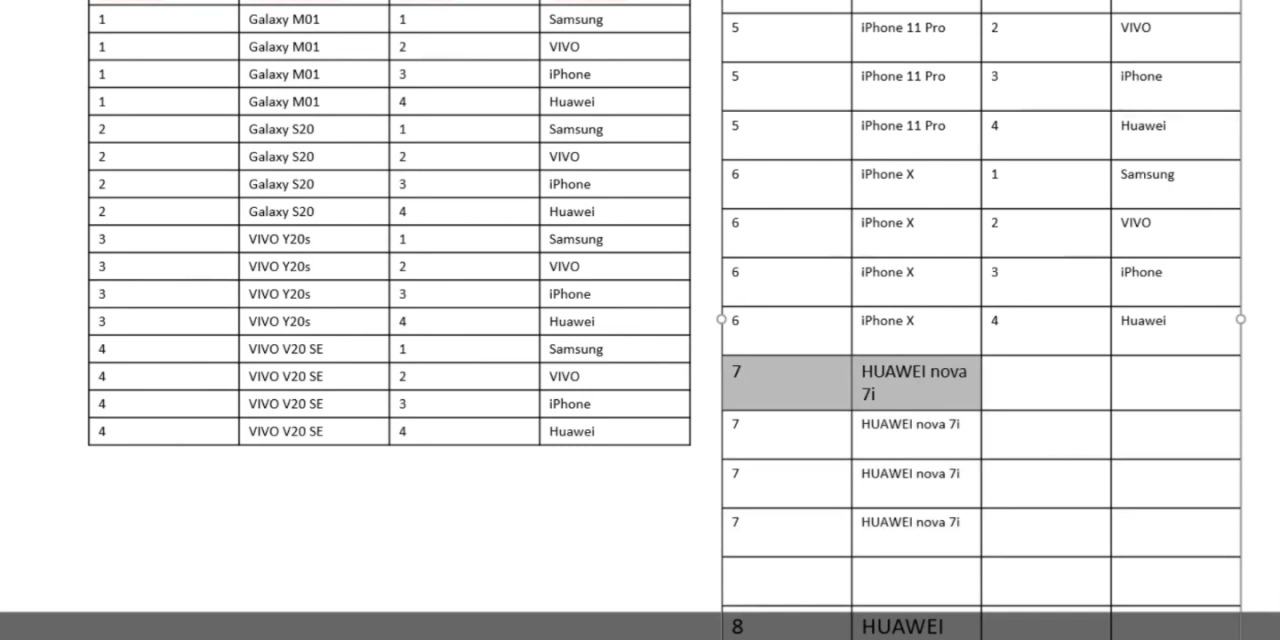 1 Galaxy M01 1 Samsung
1 Galaxy M01 2 VIVO
1 Galaxy M01 3 iPhone
1 Galaxy M01 4 Huawei
2 Galaxy S20 1 Samsung
2 Galaxy S20 2 VIVO
2 Galaxy S20 3 iPhone
2 Galaxy S20 4 Huawei
3 VIVO Y20s 1 Samsung
3 VIVO Y20s 2 VIVO
3 VIVO Y20s 3 iPhone
3 VIVO Y20s 4 Huawei
4 VIVO V20 SE 1 Samsung
4 VIVO V20 SE 2 VIVO
4 VIVO V20 SE 3 iPhone
4 VIVO V20 SE 4 Huawei
5 iPhone 11 Pro 2 VIVO
5 iPhone 11 Pro 3 iPhone
5 iPhone 11 Pro 4 Huawei
6 iPhone X 1 Samsung
6 iPhone X 2 VIVO
6 iPhone X 3 iPhone
6 iPhone X 4 Huawei
7 HUAWEI nova
7i
7 HUAWEI nova 7i
7 HUAWEI nova 7i
7 HUAWEI nova 7i
8 HUAWEI